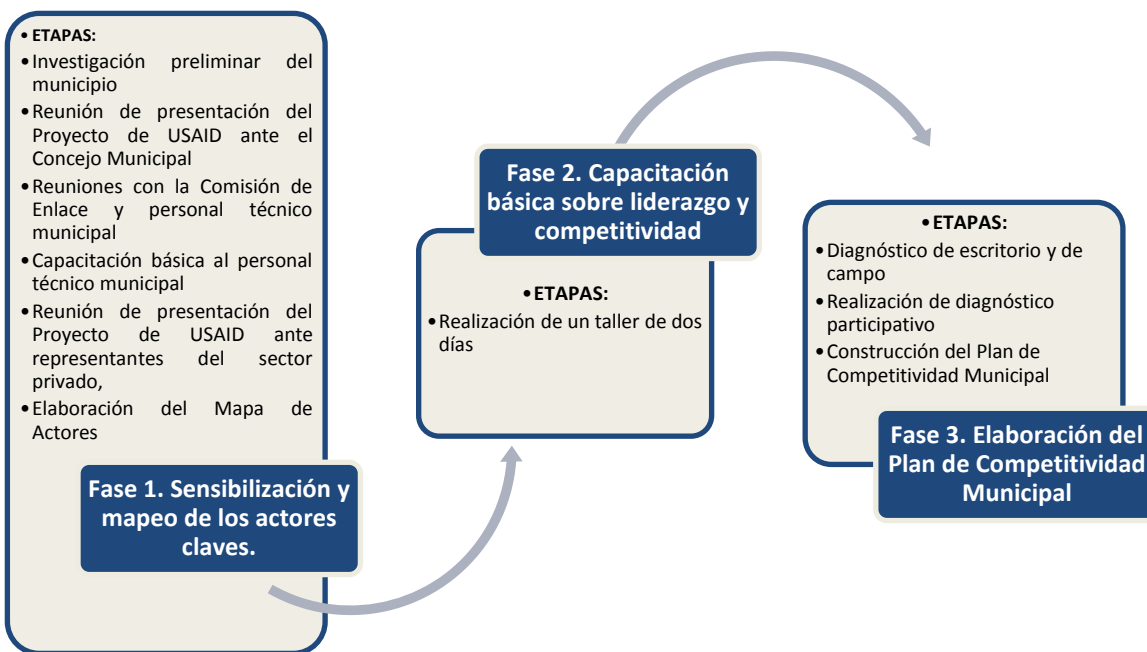 •ETAPAS:
•Investigación preliminar del
municipio
•Reunión de presentación del
Proyecto de USAID ante el
Concejo Municipal
•Reuniones con la Comisión de
Enlace y personal técnico
municipal
•Capacitación básica al personal
técnico municipal
•Reunión de presentación del
Proyecto de USAID ante
representantes del sector
privado,
•Elaboración del Mapa de
Actores
Fase 1. Sensibilización y
mapeo de los actores
claves.
Fase 2. Capacitación
básica sobre liderazgo y
competitividad
•ETAPAS:
•Realización de un taller de dos
días
•ETAPAS:
•Diagnóstico de escritorio y de
campo
•Realización de diagnóstico
participativo
•Construcción del Plan de
Competitividad Municipal
Fase 3. Elaboración del
Plan de Competitividad
Municipal